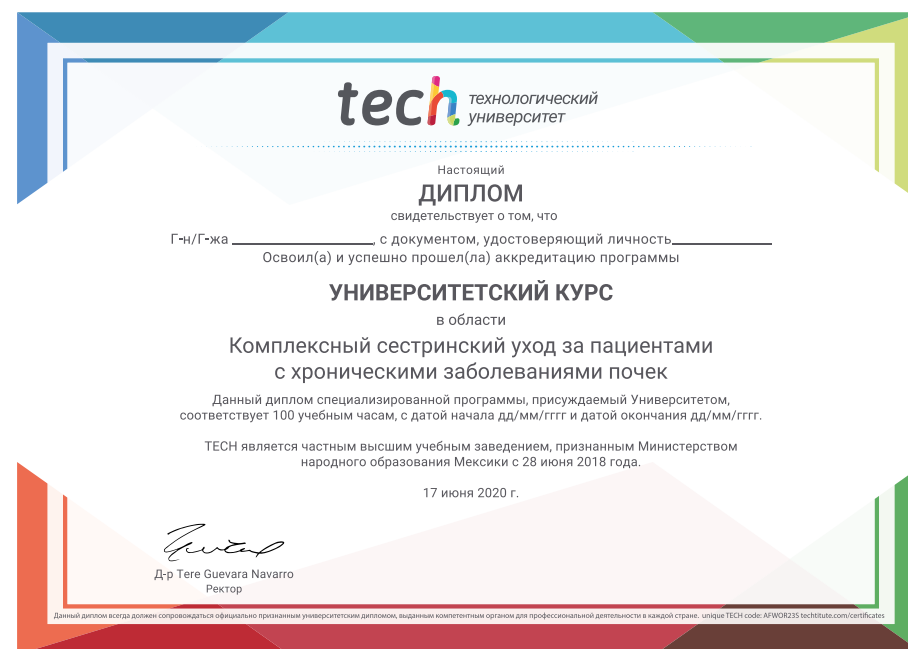 tech технологический
университет
Настоящий
ДИПЛОМ
свидетельствует о том, что
Г-н/Г-жа ____________________, с документом, удостоверяющий личность______________
Освоил(а) и успешно прошел(ла) аккредитацию программы
УНИВЕРСИТЕТСКИЙ КУРС
в области
Комплексный сестринский уход за пациентами
с хроническими заболеваниями почек
Данный диплом специализированной программы, присуждаемый Университетом,
соответствует 100 учебным часам, с датой начала дд/мм/гггг и датой окончания дд/мм/гггг.
TECH является частным высшим учебным заведением, признанным Министерством
народного образования Мексики с 28 июня 2018 года.
17 июня 2020 г.
Д-р Tere Guevara Navarro
Ректор
Данный диплом всегда должен сопровождаться официально признанным университетским дипломом, выданным компетентным органом для профессиональной деятельности в каждой стране. unique TECH code: AFWOR23S techtitute.com/certificates